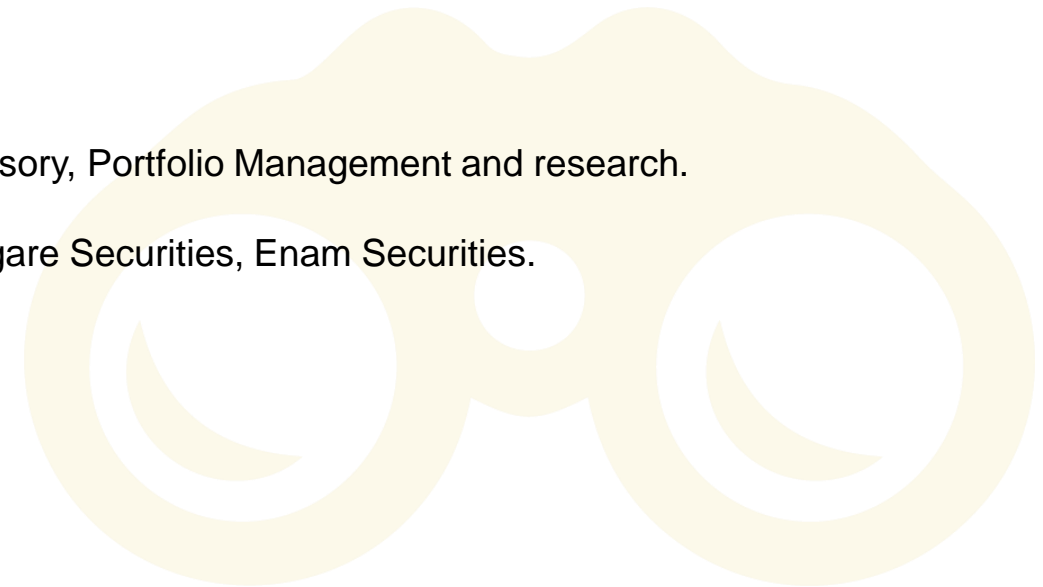 sory, Portfolio Management and research.
gare Securities, Enam Securities.